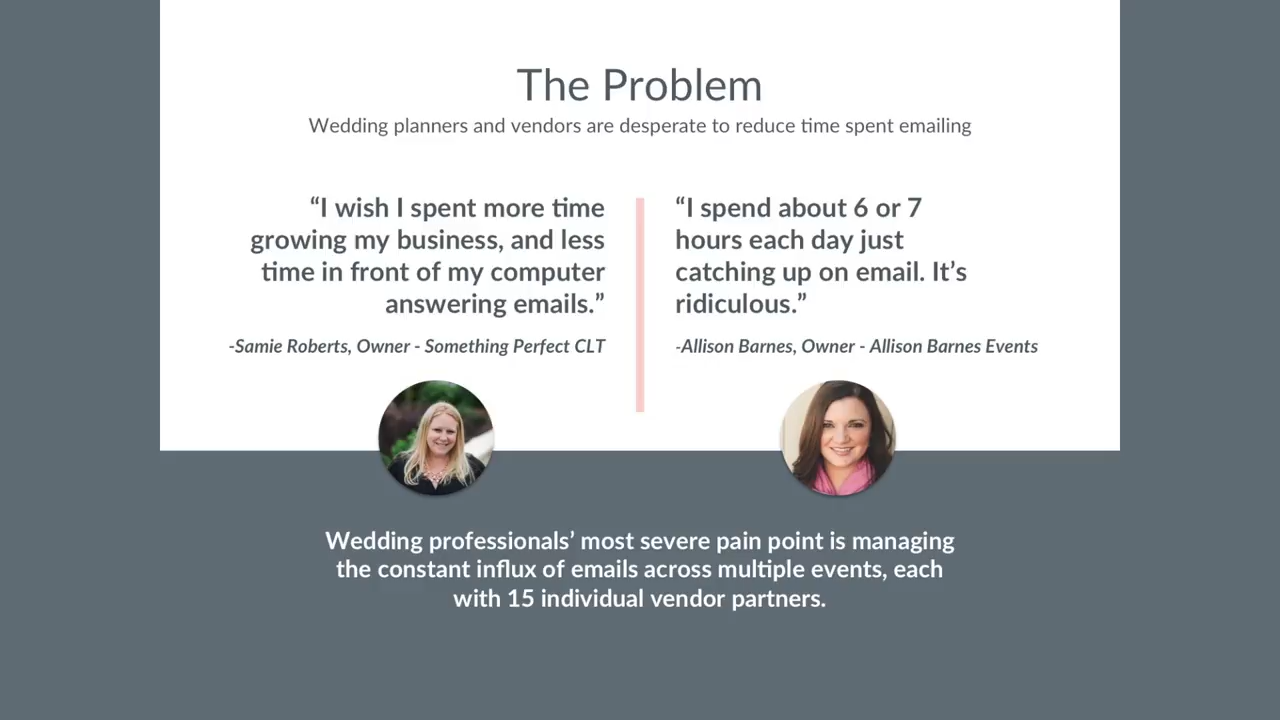 The Problem
Wedding planners and vendors are desperate to reduce time spent emailing
“I wish I spent more time
growing my business, and less
time in front of my computer
answering emails.”
-Samie Roberts, Owner - Something Perfect CLT
“I spend about 6 or 7
hours each day just
catching up on email. It’s
ridiculous.”
-Allison Barnes, Owner - Allison Barnes Events
Wedding professionals’ most severe pain point is managing
the constant influx of emails across multiple events, each
with 15 individual vendor partners.